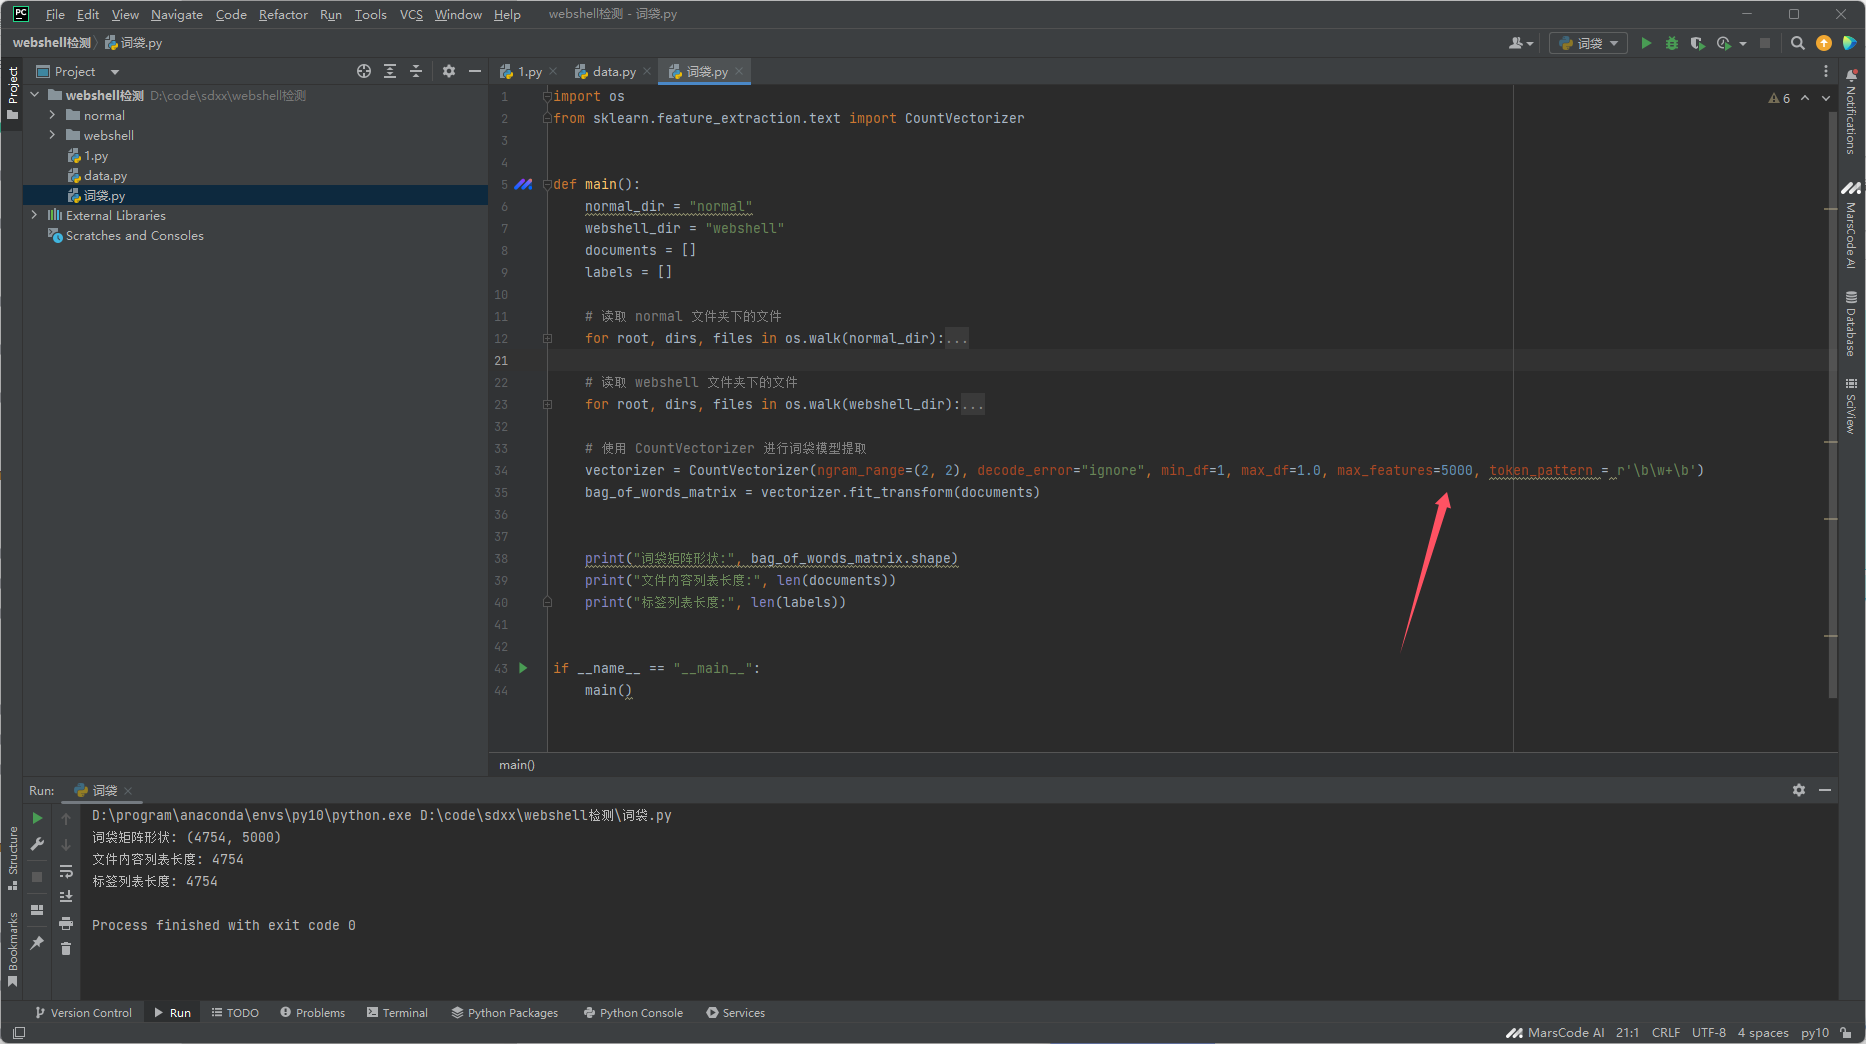 PC File Edit View Navigate Code Refactor Run Tools VCS Window Help webshell检测 - 词袋.py
webshell检测 词袋.py 词袋
Project 1.py data.py 词袋.py
Project
webshell检测 D:\code\sdxx\webshell检测
normal
webshell
1.py
data.py
词袋.py
External Libraries
Scratches and Consoles
6
1 import os
2 from sklearn.feature_extraction.text import CountVectorizer
3
4
5 def main():
6 normal_dir = "normal"
7 webshell_dir = "webshell"
8 documents = []
9 labels = []
10
11 # 读取 normal 文件夹下的文件
12 for root, dirs, files in os.walk(normal_dir):...
21
22 # 读取 webshell 文件夹下的文件
23 for root, dirs, files in os.walk(webshell_dir):...
32
33 # 使用 CountVectorizer 进行词袋模型提取
34 vectorizer = CountVectorizer(ngram_range=(2, 2), decode_error="ignore", min_df=1, max_df=1.0, max_features=5000, token_pattern = r'\b\w+\b')
35 bag_of_words_matrix = vectorizer.fit_transform(documents)
36
37
38 print("词袋矩阵形状:", bag_of_words_matrix.shape)
39 print("文件内容列表长度:", len(documents))
40 print("标签列表长度:", len(labels))
41
42
43 if __name__ == "__main__":
44 main()
main()
Notifications
MarsCode AI
Database
SciView
Run: 词袋
D:\program\anaconda\envs\py10\python.exe D:\code\sdxx\webshell检测\词袋.py
词袋矩阵形状: (4754, 5000)
文件内容列表长度: 4754
标签列表长度: 4754
Process finished with exit code 0
Structure
Bookmarks
Version Control Run TODO Problems Terminal Python Packages Python Console Services
MarsCode AI 21:1 CRLF UTF-8 4 spaces py10